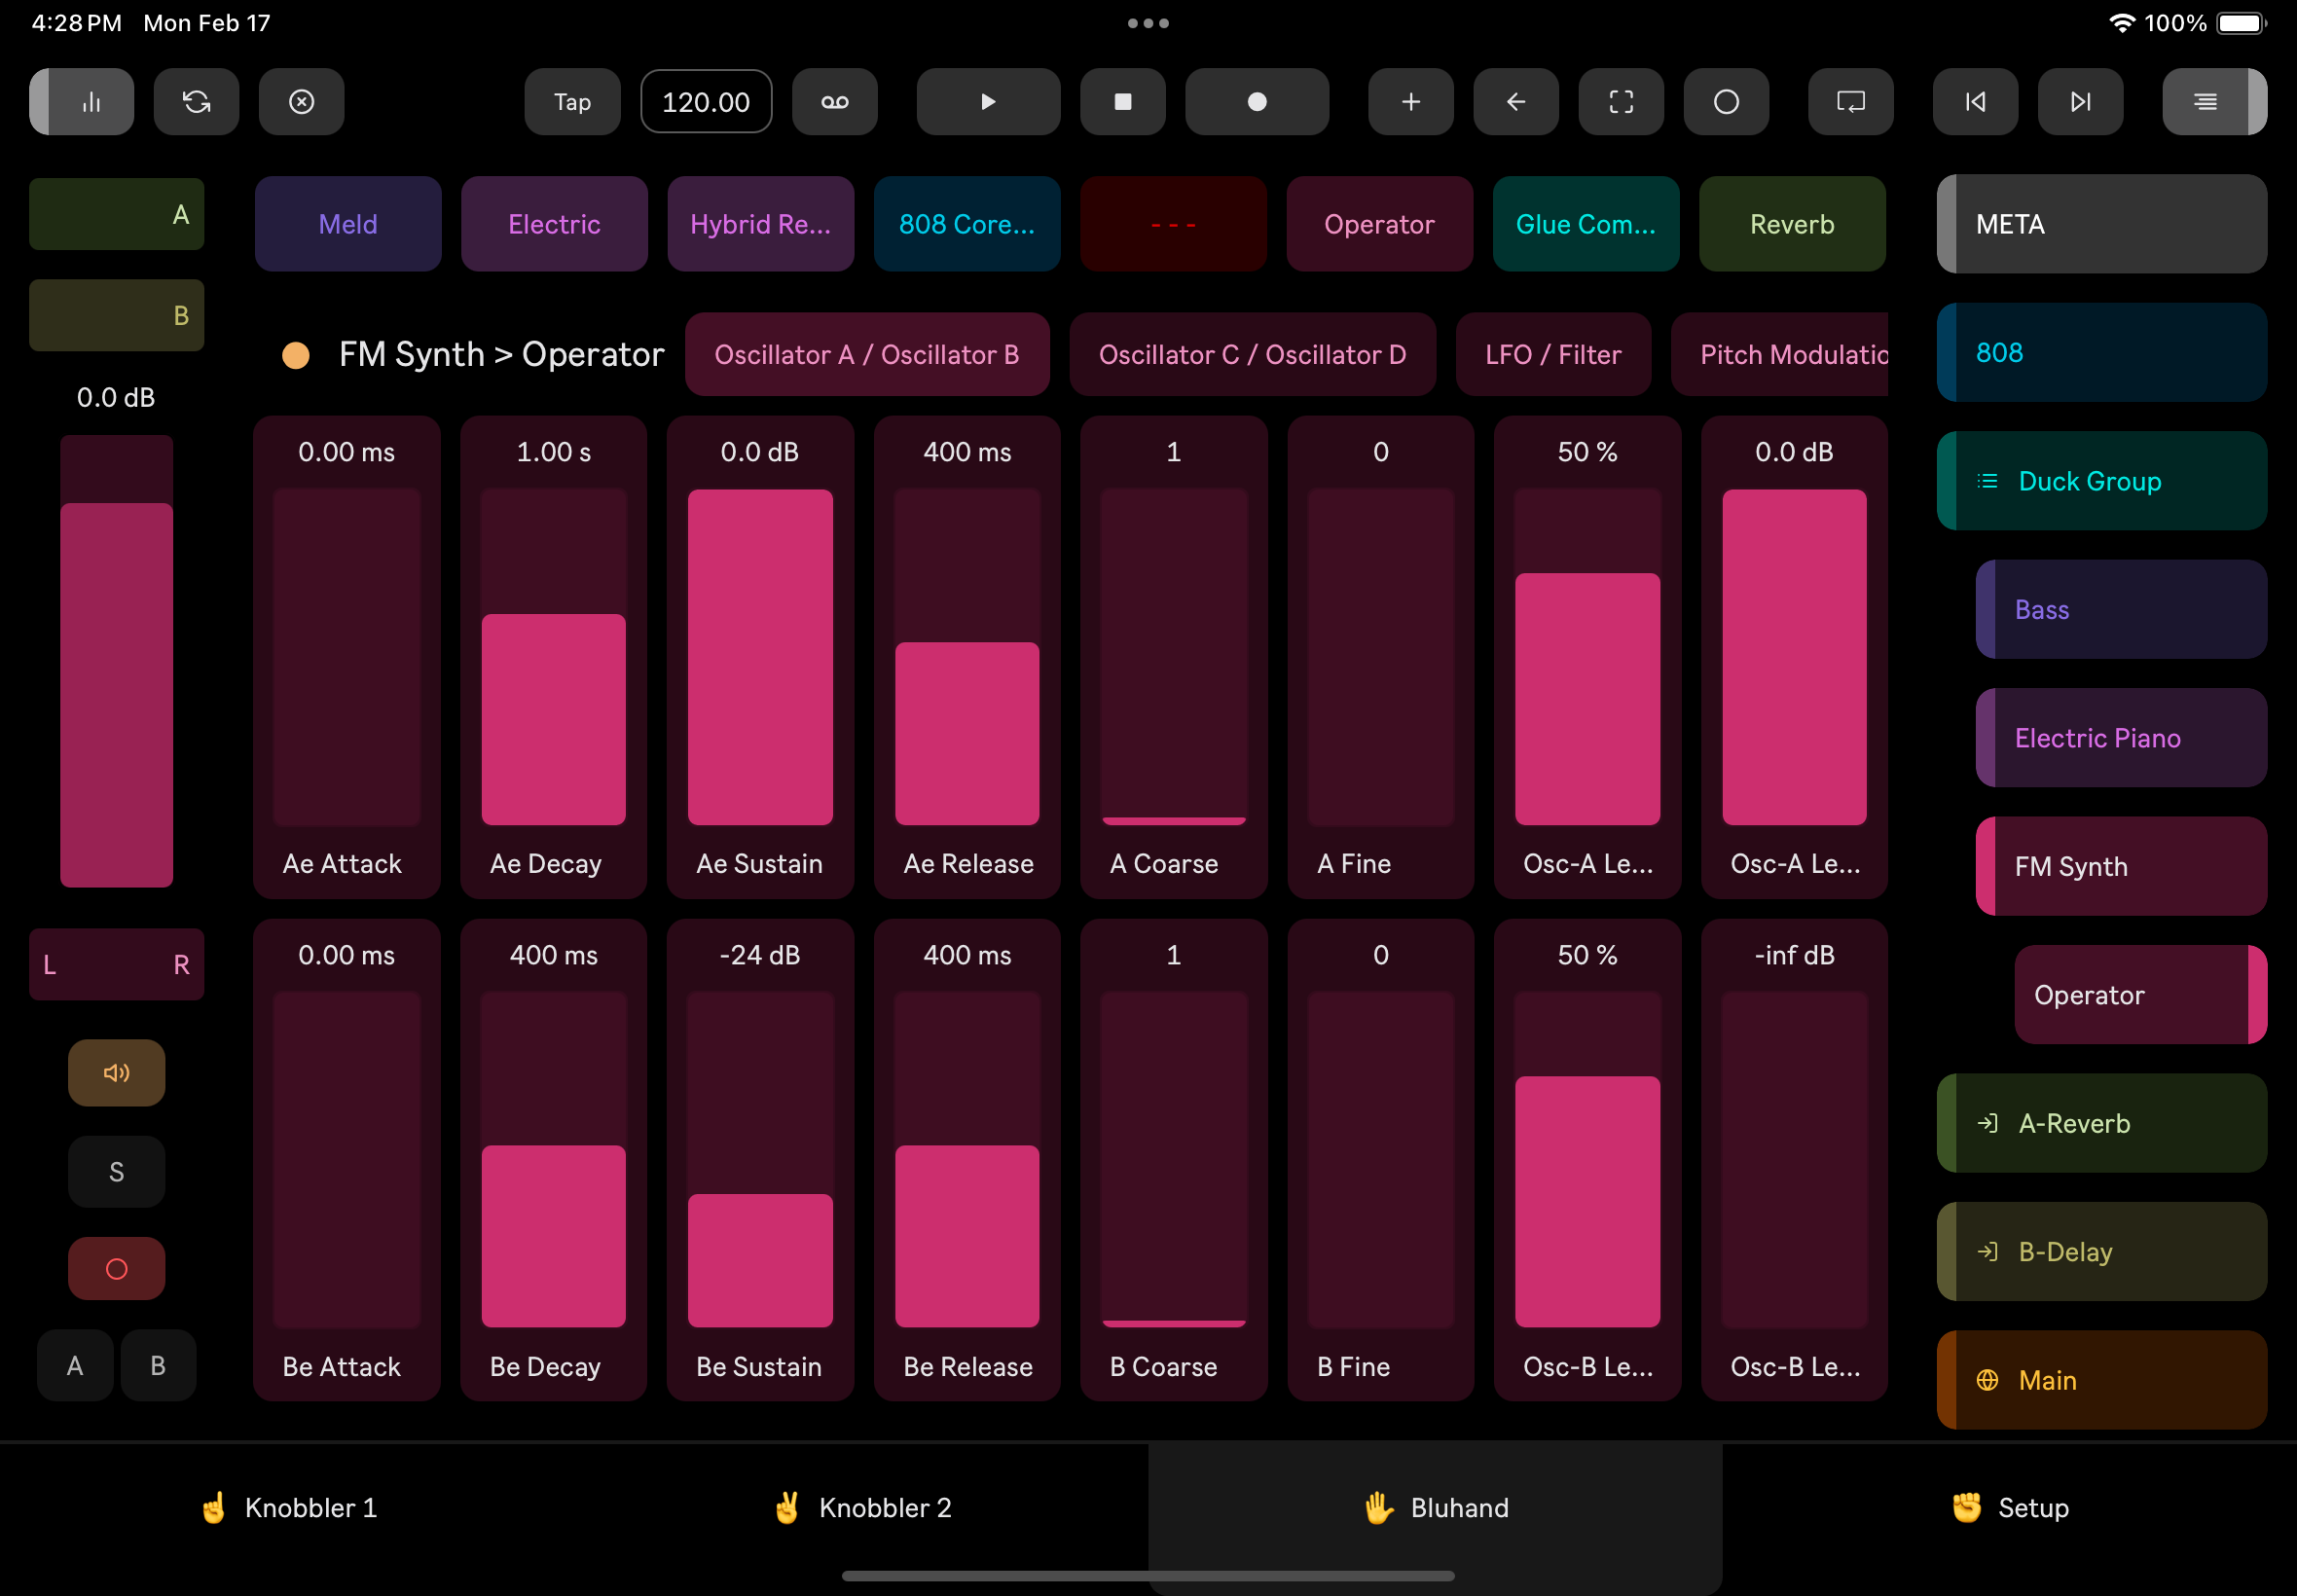 4:28 PM Mon Feb 17
100%
Tap
120.00
A
B
0.0 dB
L R
S
A B
Meld
Electric
Hybrid Re...
808 Core...
---
Operator
Glue Com...
Reverb
FM Synth > Operator
Oscillator A / Oscillator B
Oscillator C / Oscillator D
LFO / Filter
Pitch Modulatio
0.00 ms
1.00 s
0.0 dB
400 ms
1
0
50 %
0.0 dB
Ae Attack
Ae Decay
Ae Sustain
Ae Release
A Coarse
A Fine
Osc-A Le...
Osc-A Le...
0.00 ms
400 ms
-24 dB
400 ms
1
0
50 %
-inf dB
Be Attack
Be Decay
Be Sustain
Be Release
B Coarse
B Fine
Osc-B Le...
Osc-B Le...
META
808
Duck Group
Bass
Electric Piano
FM Synth
Operator
A-Reverb
B-Delay
Main
Knobbler 1
Knobbler 2
Bluhand
Setup